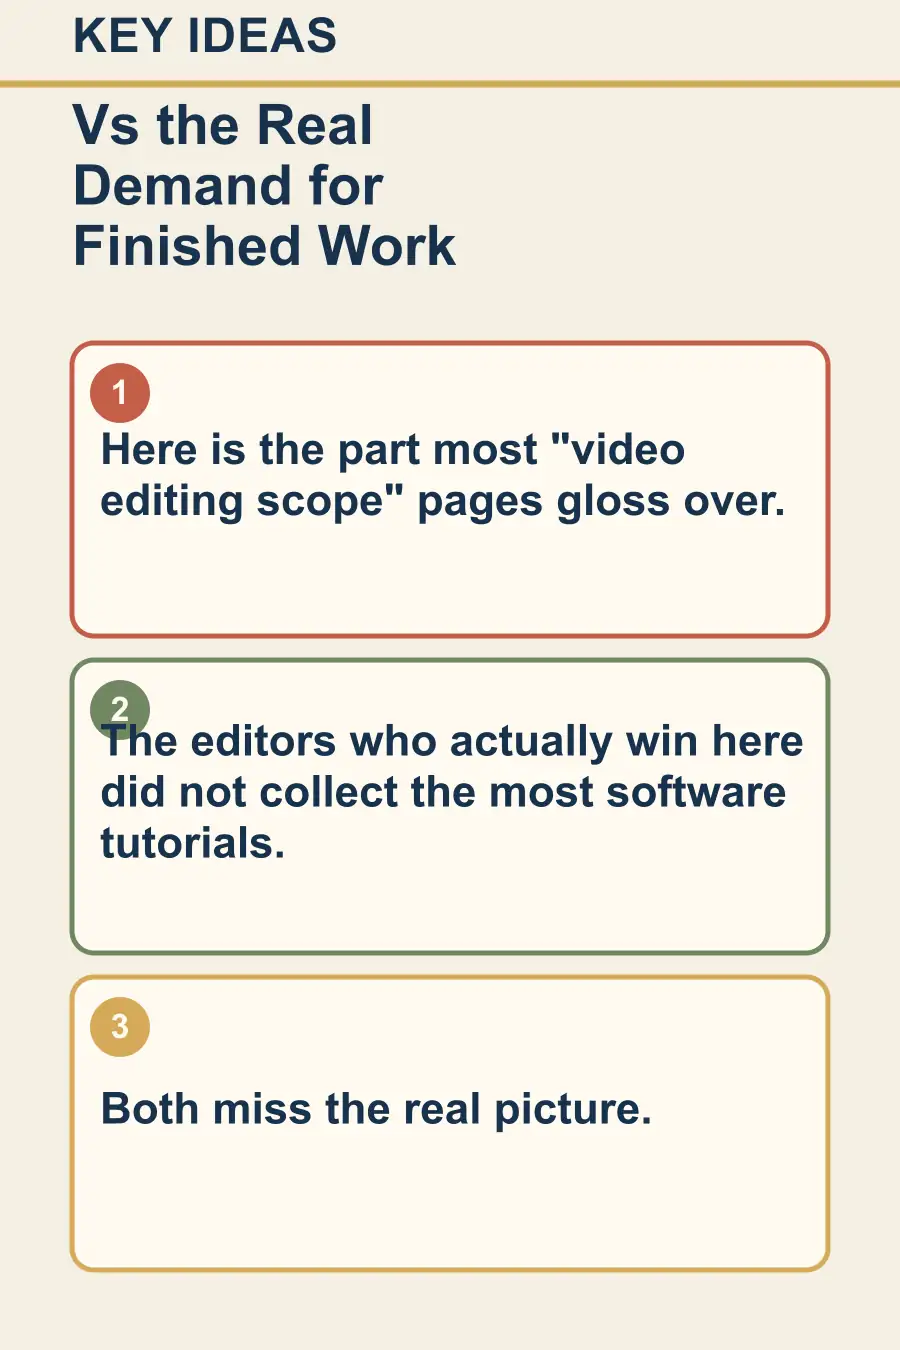 KEY IDEAS
Vs the Real
Demand for
Finished Work
1
Here is the part most "video
editing scope" pages gloss over.
2
The editors who actually win here
did not collect the most software
tutorials.
3
Both miss the real picture.